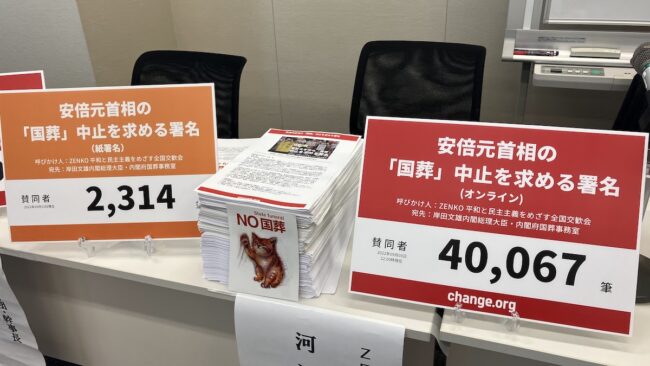 安倍元首相の
「国葬」中止を求める署名
(紙署名)
呼びかけ人:ZENKO 平和と民主主義をめざす全国交歓会
宛先:岸田文雄内閣総理大臣・内閣府国葬事務室
賛同者
2,314
State funeral
NO国葬
安倍元首相の
「国葬」中止を求める署名
(オンライン)
呼びかけ人:ZENKO 平和と民主主義をめざす全国交歓会
宛先:岸田文雄内閣総理大臣・内閣府国葬事務室
賛同者
40,067 筆
change.org
幹事長
河